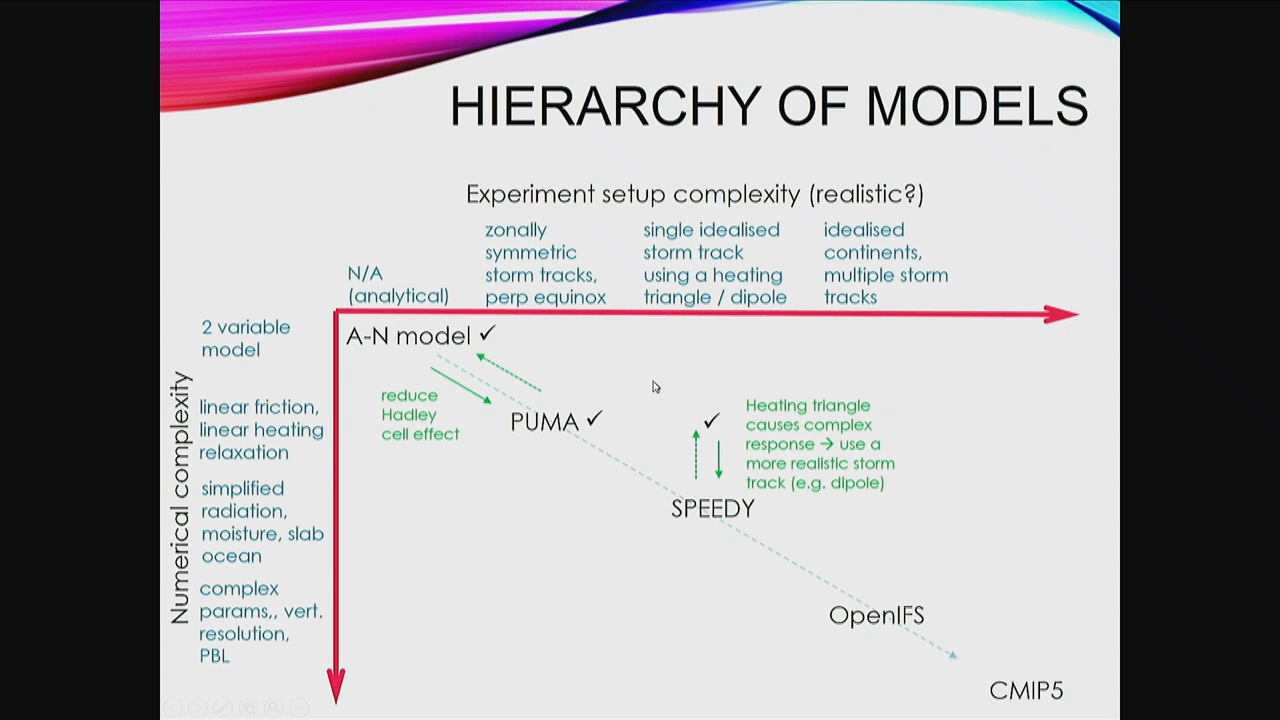 HIERARCHY OF MODELS
Experiment setup complexity (realistic?)
N/A
(analytical)
zonally
symmetric
storm tracks,
perp equinox
single idealised
storm track
using a heating
triangle / dipole
idealised
continents,
multiple storm
tracks
Numerical complexity
2 variable
model
linear friction,
linear heating
relaxation
simplified
radiation,
moisture, slab
ocean
complex
params,, vert.
resolution,
PBL
A-N model ✓
reduce
Hadley
cell effect
PUMA ✓
✓
Heating triangle
causes complex
response → use a
more realistic storm
track (e.g. dipole)
SPEEDY
OpenIFS
CMIP5